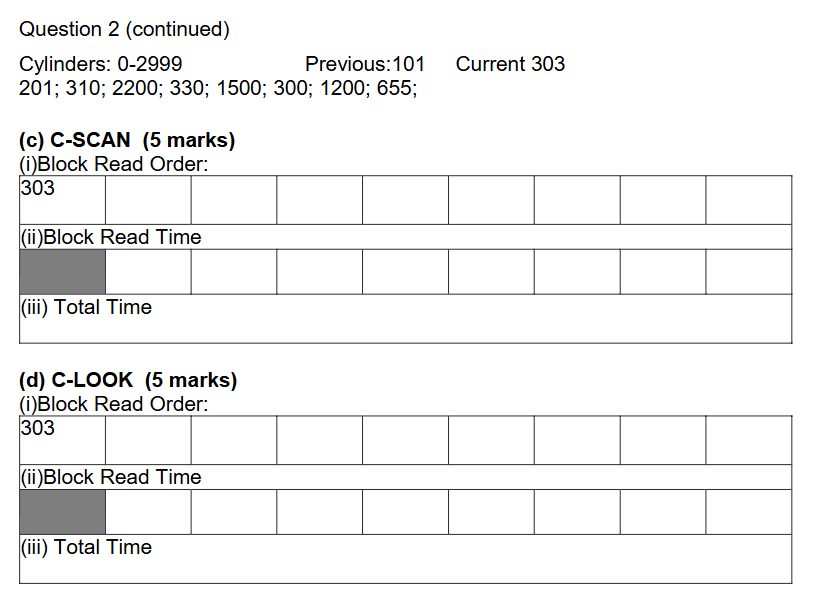 Question 2 (continued)
Cylinders: 0-2999 Previous:101 Current 303
201; 310; 2200; 330; 1500; 300; 1200; 655;
(c) C-SCAN (5 marks)
(i)Block Read Order:
303
(ii)Block Read Time
(iii) Total Time
(d) C-LOOK (5 marks)
(i)Block Read Order:
303
(ii)Block Read Time
(iii) Total Time